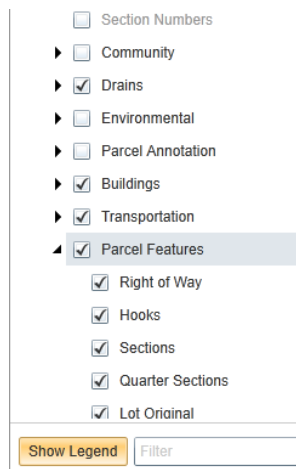 Section Numbers
Community
Drains
Environmental
Parcel Annotation
Buildings
Transportation
Parcel Features
Right of Way
Hooks
Sections
Quarter Sections
Lot Original
Show Legend Filter